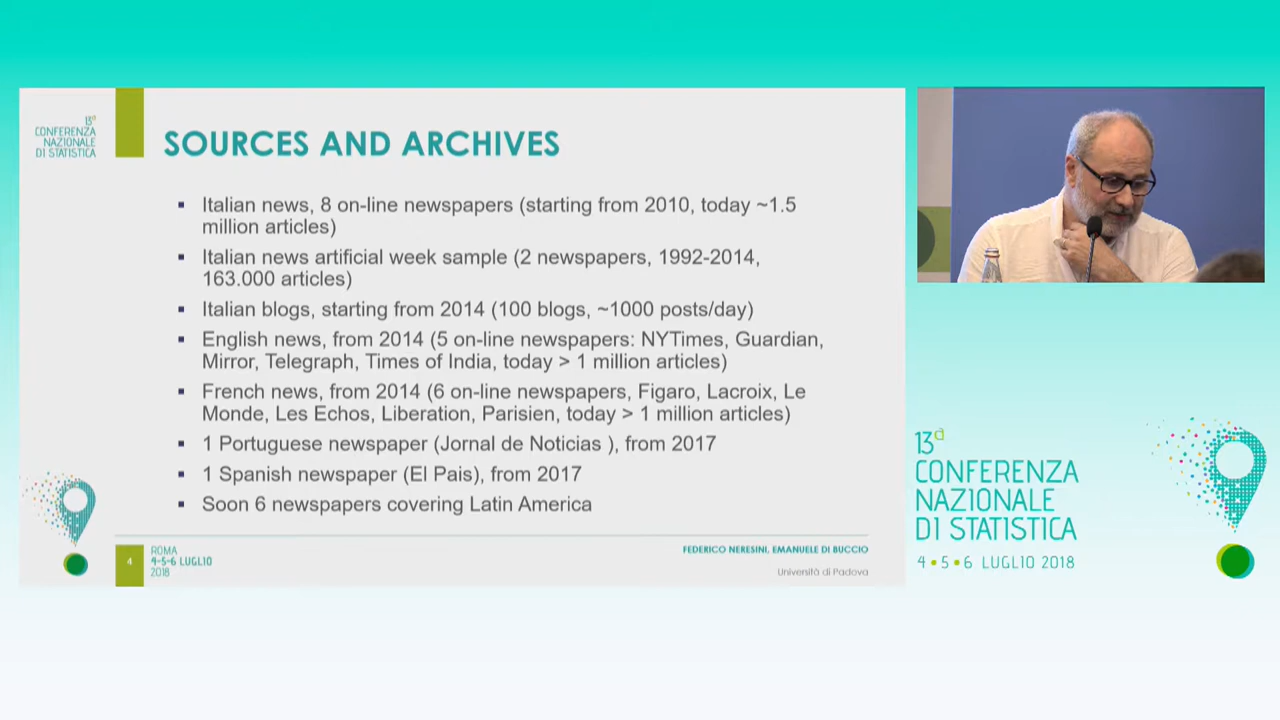 13ª
CONFERENZA
NAZIONALE
DI STATISTICA
SOURCES AND ARCHIVES
Italian news, 8 on-line newspapers (starting from 2010, today ~1.5
million articles)
Italian news artificial week sample (2 newspapers, 1992-2014,
163.000 articles)
Italian blogs, starting from 2014 (100 blogs, ~1000 posts/day)
English news, from 2014 (5 on-line newspapers: NYTimes, Guardian,
Mirror, Telegraph, Times of India, today > 1 million articles)
French news, from 2014 (6 on-line newspapers, Figaro, Lacroix, Le
Monde, Les Echos, Liberation, Parisien, today > 1 million articles)
1 Portuguese newspaper (Jornal de Noticias ), from 2017
1 Spanish newspaper (El Pais), from 2017
Soon 6 newspapers covering Latin America
4
ROMA
4-5-6 LUGLIO
2018
FEDERICO NERESINI, EMANUELE DI BUCCIO
Università di Padova
13ª
CONFERENZA
NAZIONALE
DI STATISTICA
4•5•6 LUGLIO 2018